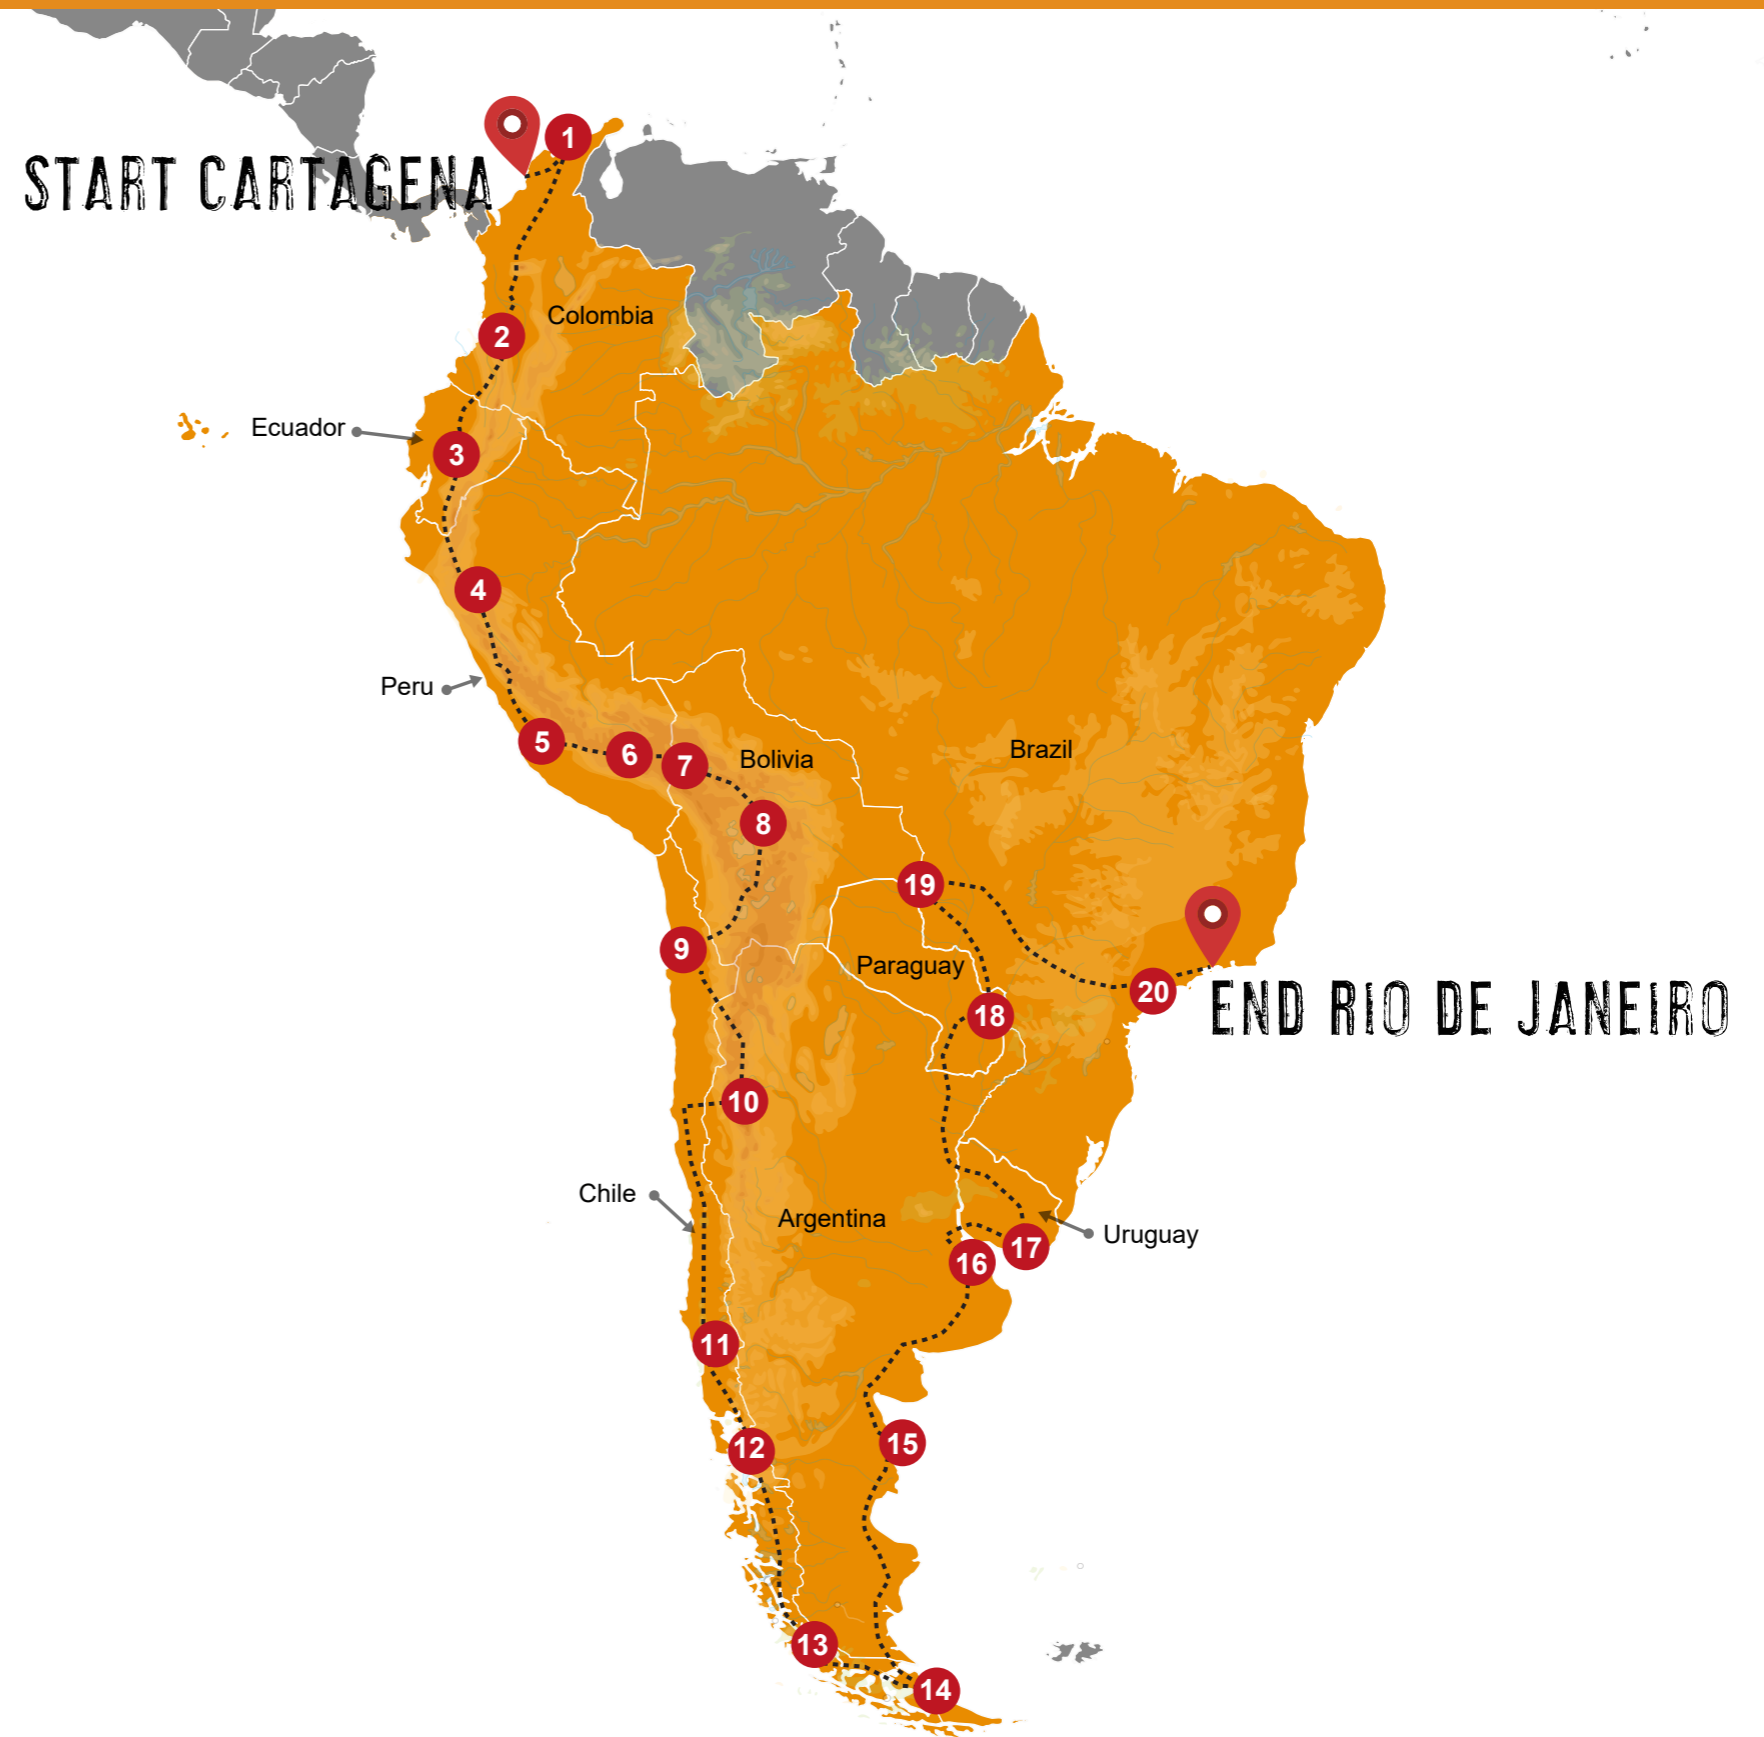 1
START CARTAGENA
Colombia
2
Ecuador
3
4
Peru
5
6
7
Bolivia
Brazil
8
19
9
Paraguay
20
18
END RIO DE JANEIRO
10
Chile
Argentina
Uruguay
17
16
11
15
12
13
14